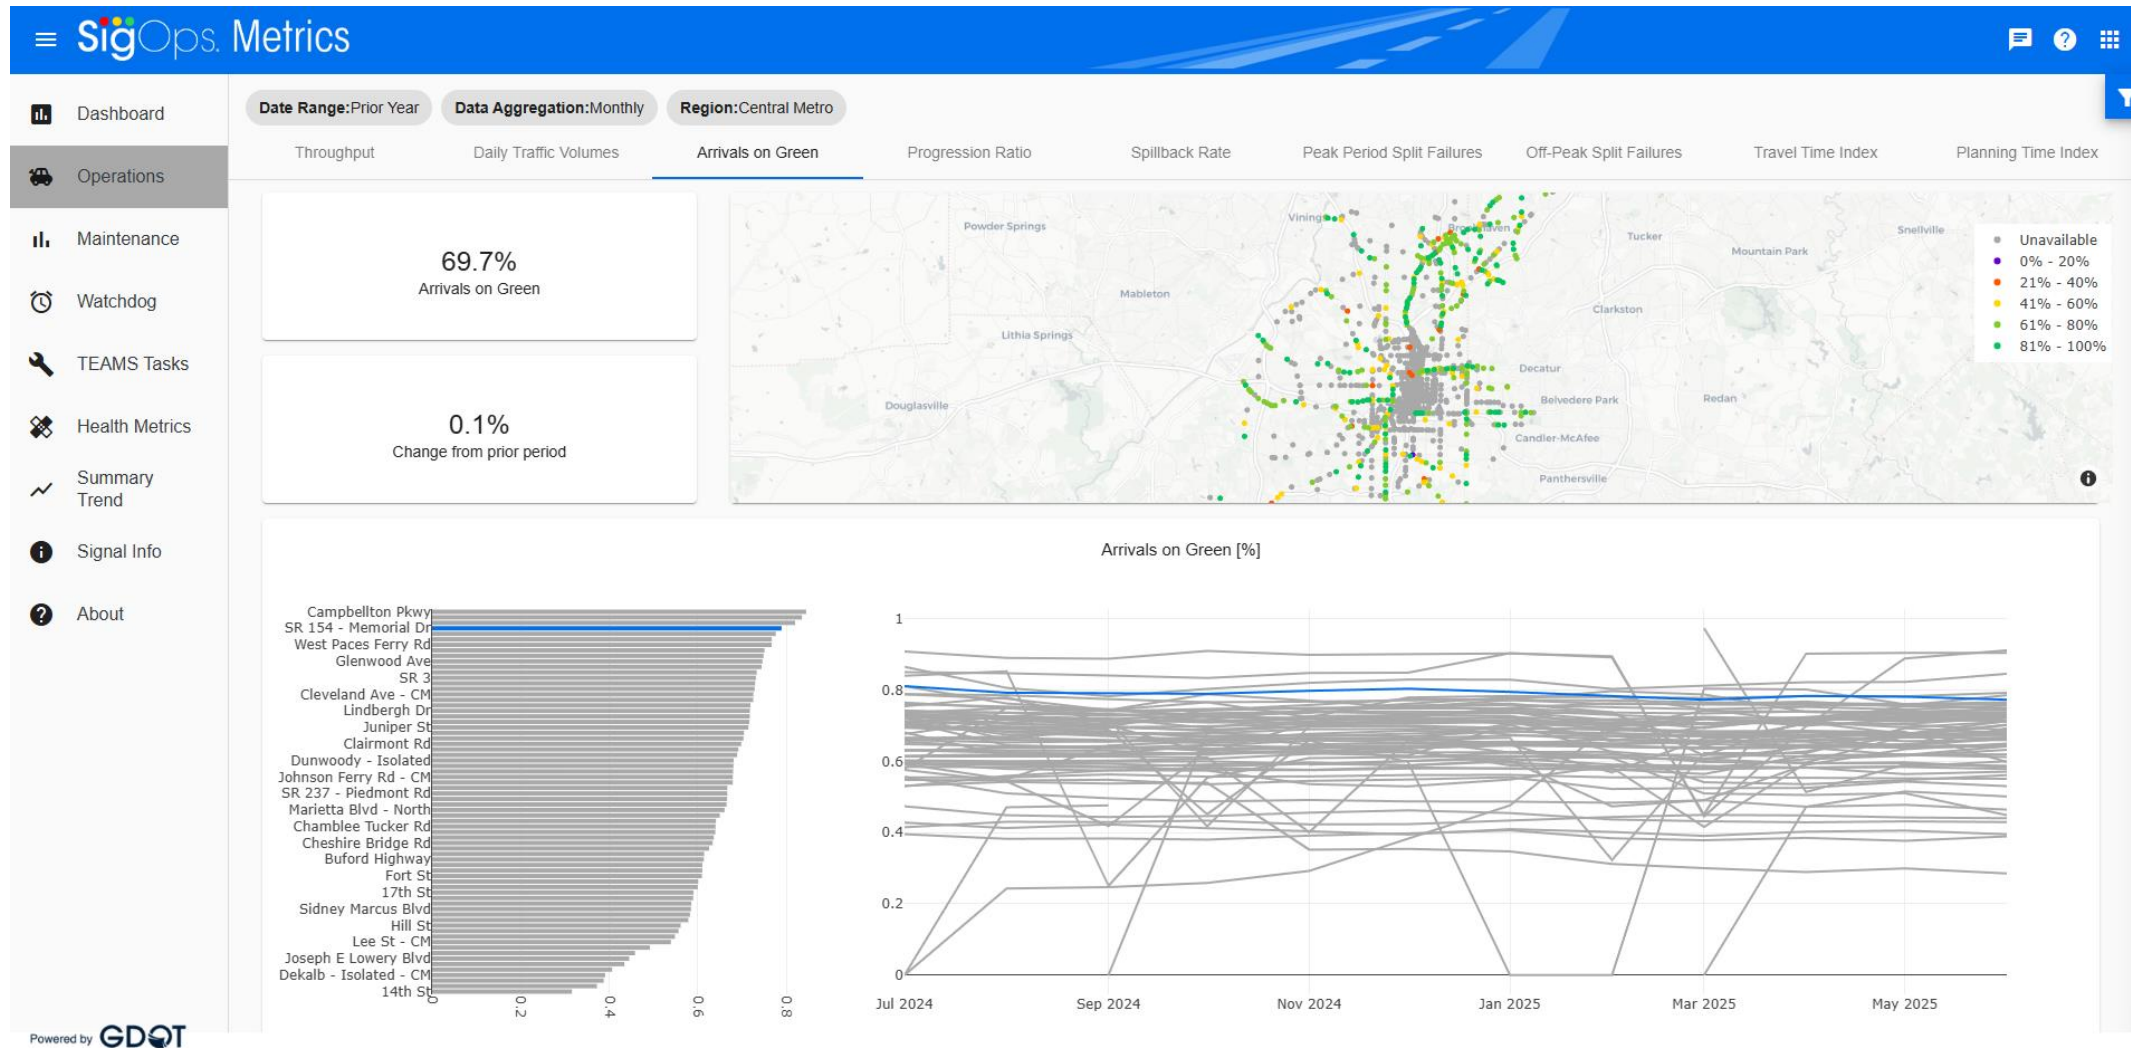 SigOps. Metrics
Dashboard
Operations
Maintenance
Watchdog
TEAMS Tasks
Health Metrics
Summary
Trend
Signal Info
About
Powered by GDOT
Date Range:Prior Year
Data Aggregation:Monthly
Region:Central Metro
Throughput
Daily Traffic Volumes
Arrivals on Green
Progression Ratio
Spillback Rate
Peak Period Split Failures
Off-Peak Split Failures
Travel Time Index
Planning Time Index
69.7%
Arrivals on Green
0.1%
Change from prior period
Powder Springs
Vinings
Tucker
Mountain Park
Snellville
Mableton
Clarkston
Lithia Springs
Decatur
Douglasville
Belvedere Park
Redan
Candler-McAfee
Panthersville
Unavailable
0% - 20%
21% - 40%
41% - 60%
61% - 80%
81% - 100%
Arrivals on Green [%]
Campbellton Pkwy
SR 154 - Memorial Dr
West Paces Ferry Rd
Glenwood Ave
SR 3
Cleveland Ave - CM
Lindbergh Dr
Juniper St
Clairmont Rd
Dunwoody - Isolated
Johnson Ferry Rd - CM
SR 237 - Piedmont Rd
Marietta Blvd - North
Chamblee Tucker Rd
Cheshire Bridge Rd
Buford Highway
Fort St
17th St
Sidney Marcus Blvd
Hill St
Lee St - CM
Joseph E Lowery Blvd
Dekalb - Isolated - CM
14th St
0
0.2
0.4
0.6
0.8
1
0.8
0.6
0.4
0.2
0
Jul 2024
Sep 2024
Nov 2024
Jan 2025
Mar 2025
May 2025